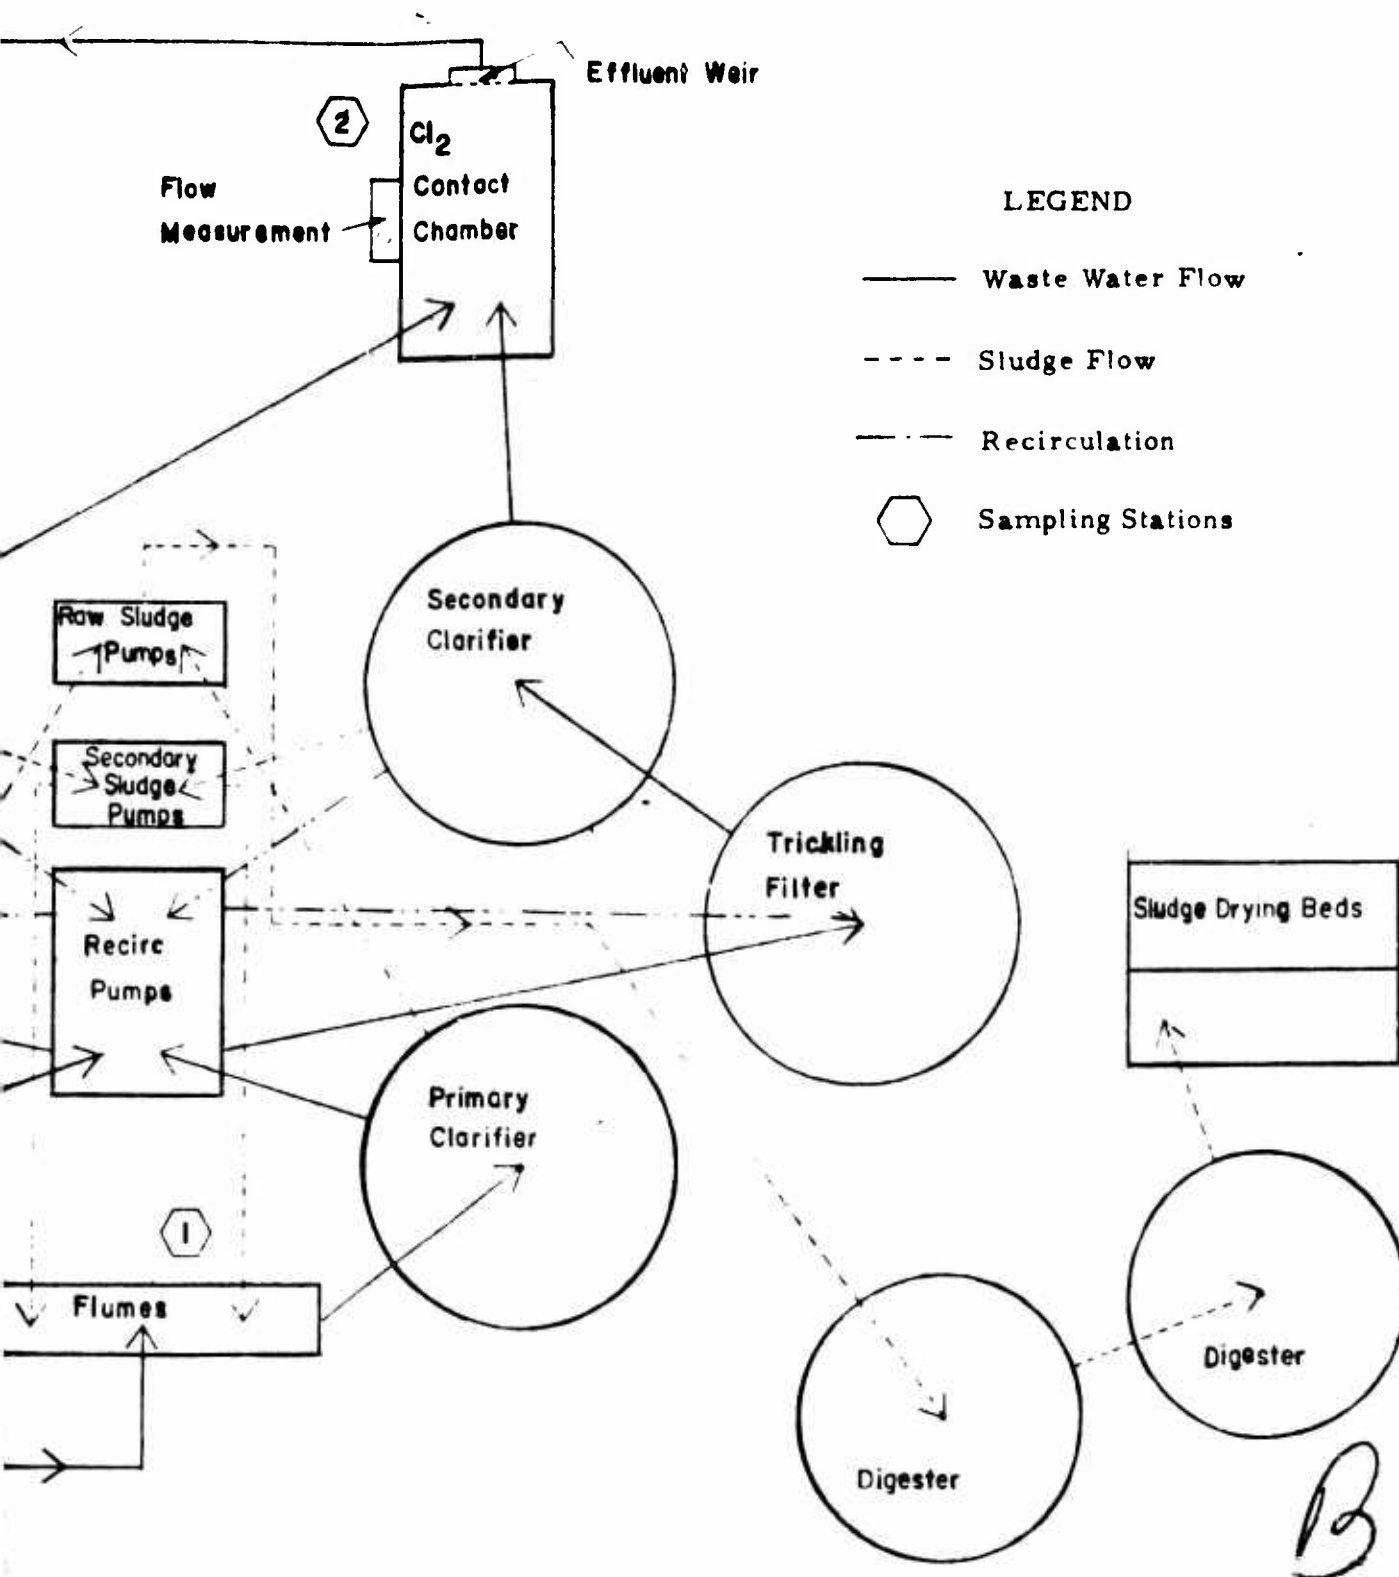 Effluent Weir
2
Cl2
Contact
Chamber
Flow
Measurement
LEGEND
Waste Water Flow
Sludge Flow
Recirculation
Sampling Stations
Raw Sludge
Pumps
Secondary
Clarifier
Secondary
Sludge
Pumps
Trickling
Filter
Sludge Drying Beds
Recirc
Pumps
Primary
Clarifier
1
Flumes
Digester
Digester
B